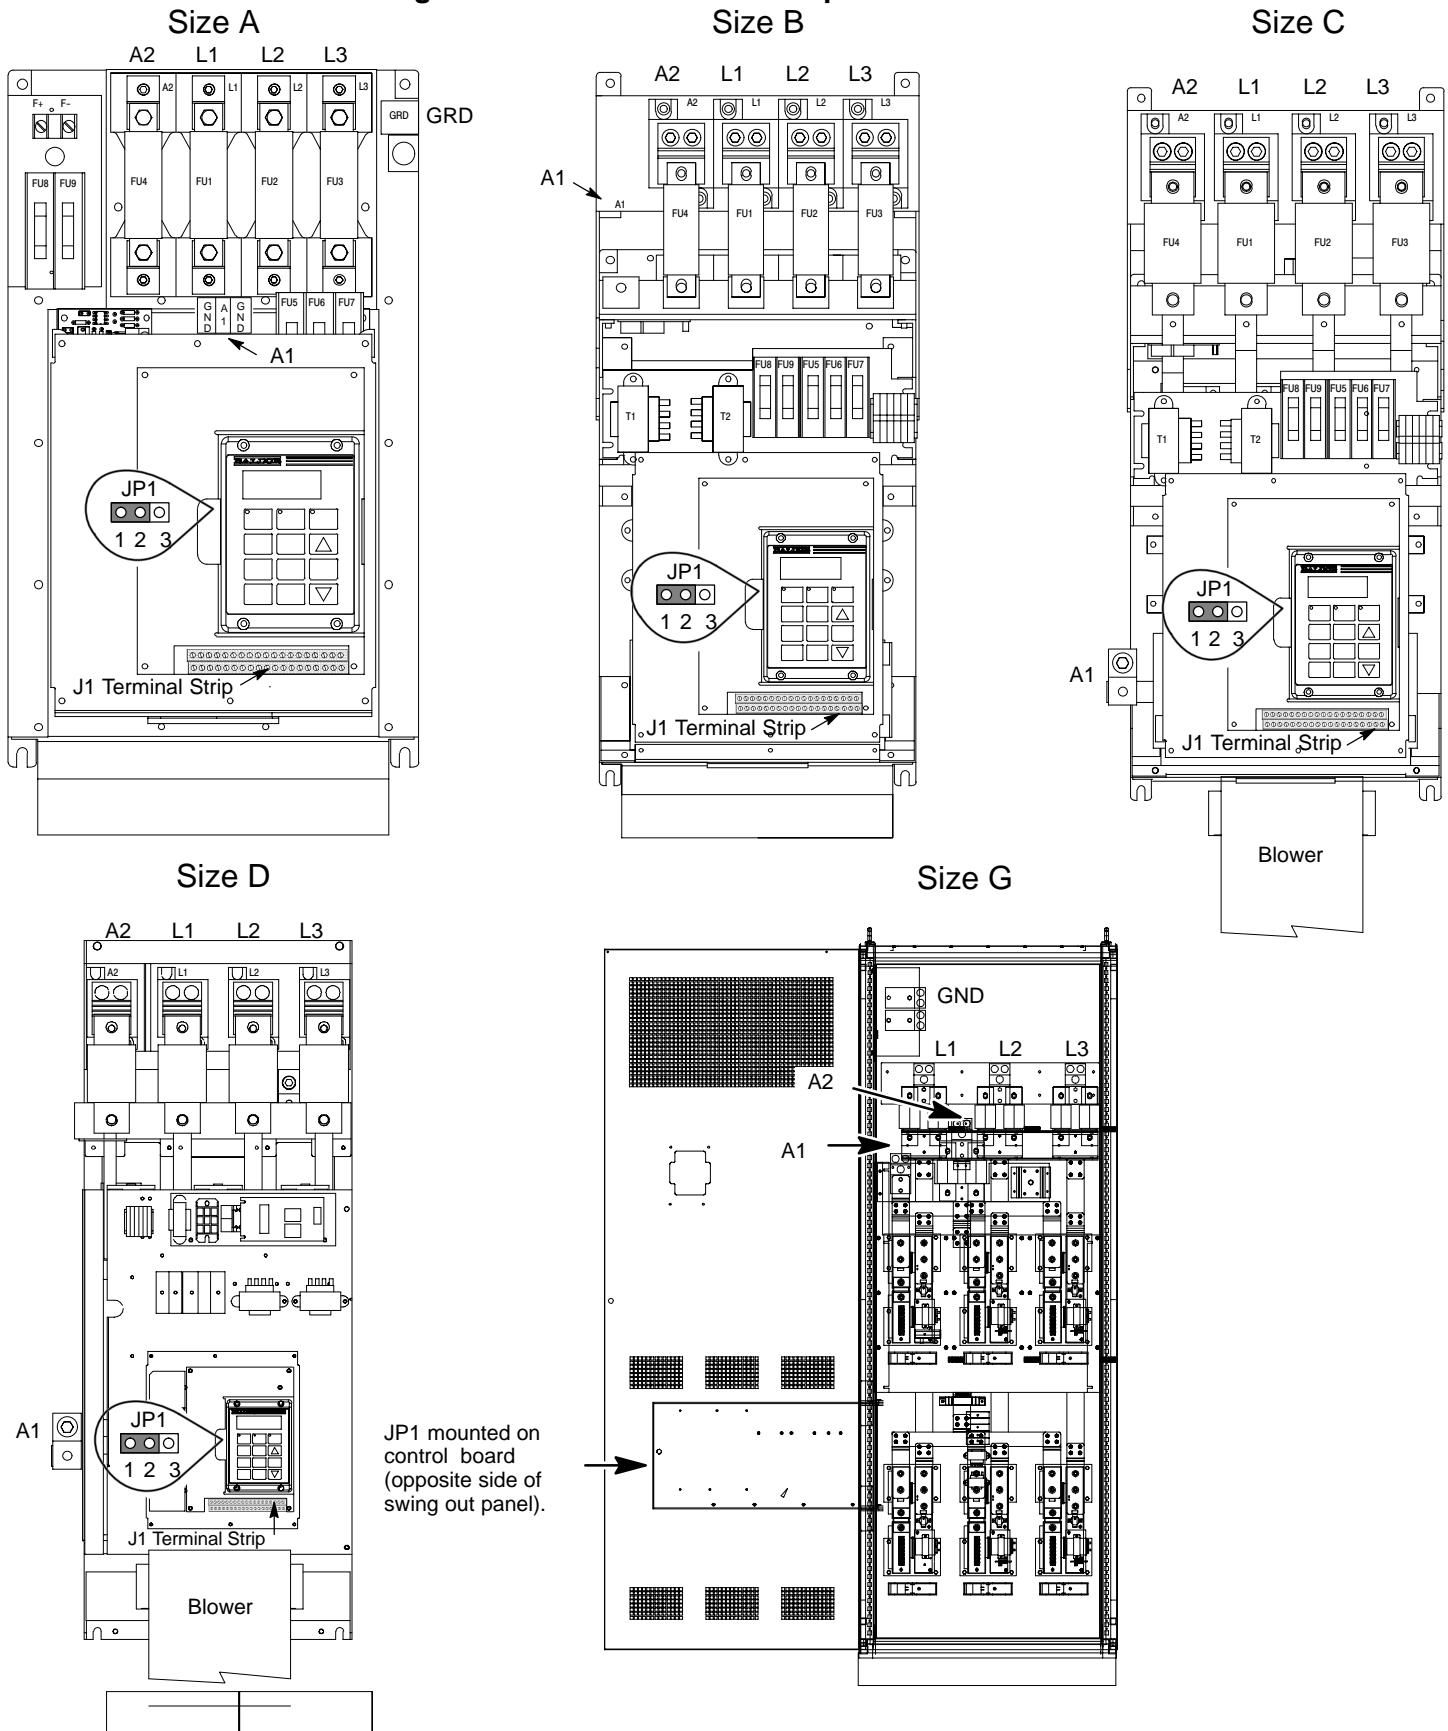 Size A
A2 L1 L2 L3
A2 L1 L2 L3
F+ F-
GRD GRD
FU8 FU9 FU4 FU1 FU2 FU3
GND A1 GND FU5 FU6 FU7
A1
JP1
1 2 3
J1 Terminal Strip
Size B
A2 L1 L2 L3
A2 L1 L2 L3
A1
A1
FU4 FU1 FU2 FU3
FU8 FU9 FU5 FU6 FU7
T1 T2
JP1
1 2 3
J1 Terminal Strip
Size C
A2 L1 L2 L3
A2 L1 L2 L3
FU4 FU1 FU2 FU3
FU8 FU9 FU5 FU6 FU7
T1 T2
JP1
1 2 3
A1
J1 Terminal Strip
Blower
Size D
A2 L1 L2 L3
A2 L1 L2 L3
A1
JP1
1 2 3
J1 Terminal Strip
Blower
Size G
GND
L1 L2 L3
A2
A1
JP1 mounted on
control board
(opposite side of
swing out panel).